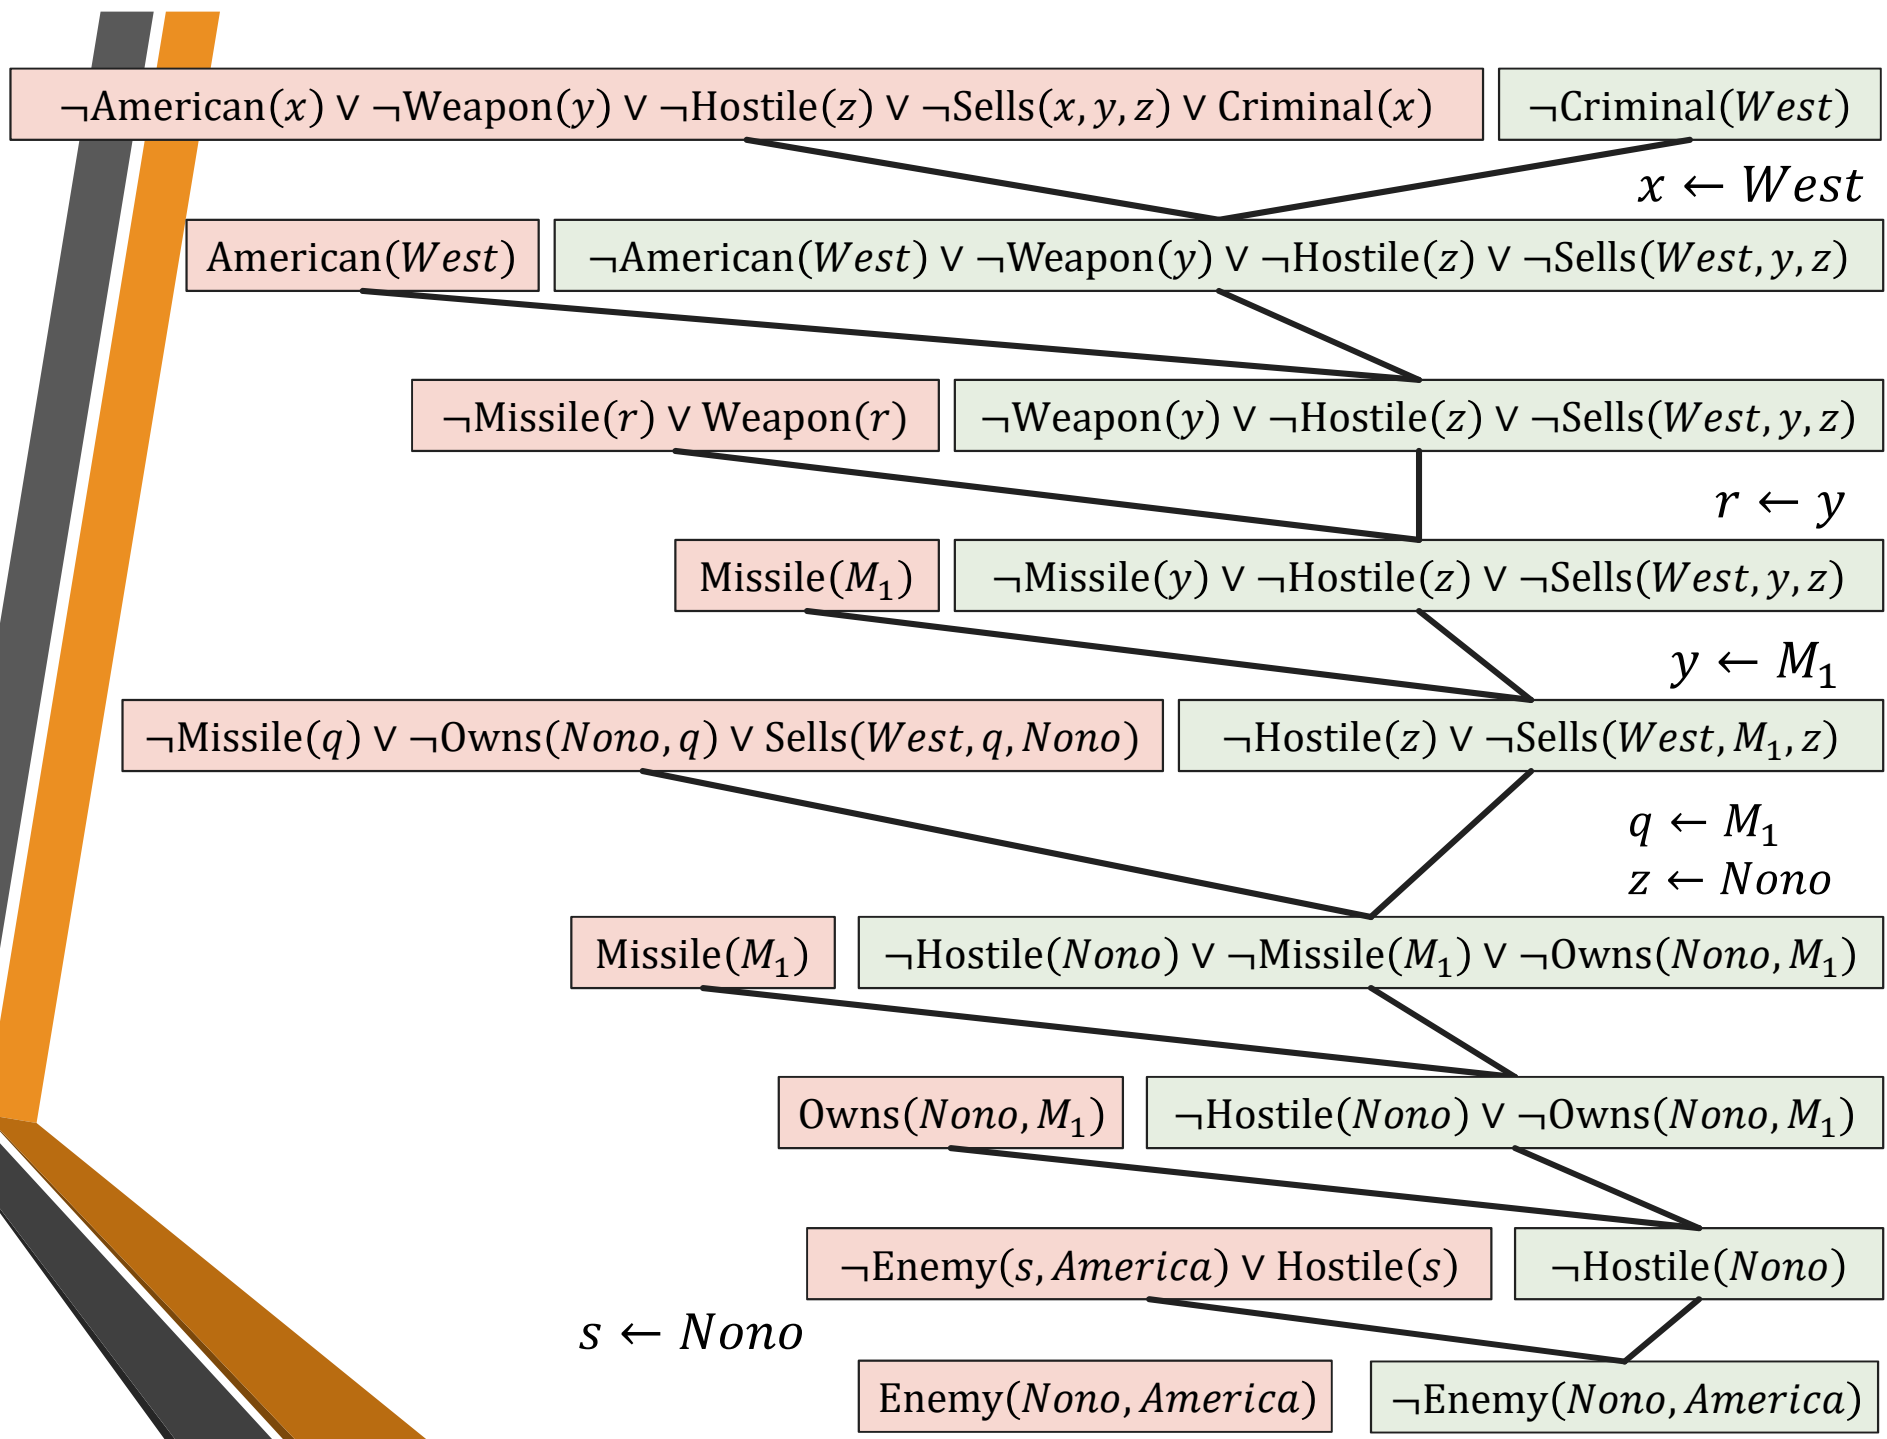 ¬American(x) ∨ ¬Weapon(y) ∨ ¬Hostile(z) ∨ ¬Sells(x, y, z) ∨ Criminal(x) ¬Criminal(West)
x ← West
American(West) ¬American(West) ∨ ¬Weapon(y) ∨ ¬Hostile(z) ∨ ¬Sells(West, y, z)
¬Missile(r) ∨ Weapon(r) ¬Weapon(y) ∨ ¬Hostile(z) ∨ ¬Sells(West, y, z)
r ← y
Missile(M₁) ¬Missile(y) ∨ ¬Hostile(z) ∨ ¬Sells(West, y, z)
y ← M₁
¬Missile(q) ∨ ¬Owns(Nono, q) ∨ Sells(West, q, Nono) ¬Hostile(z) ∨ ¬Sells(West, M₁, z)
q ← M₁
z ← Nono
Missile(M₁) ¬Hostile(Nono) ∨ ¬Missile(M₁) ∨ ¬Owns(Nono, M₁)
Owns(Nono, M₁) ¬Hostile(Nono) ∨ ¬Owns(Nono, M₁)
¬Enemy(s, America) ∨ Hostile(s) ¬Hostile(Nono)
s ← Nono
Enemy(Nono, America) ¬Enemy(Nono, America)